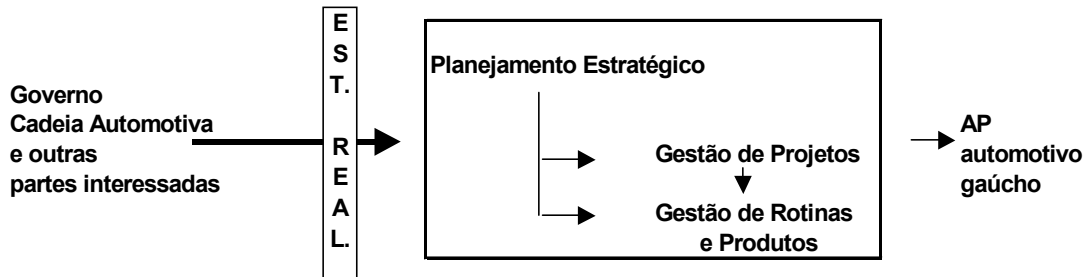 Governo
Cadeia Automotiva
e outras
partes interessadas
E
S
T.
R
E
A
L.
Planejamento Estratégico
Gestão de Projetos
Gestão de Rotinas
e Produtos
AP
automotivo
gaúcho